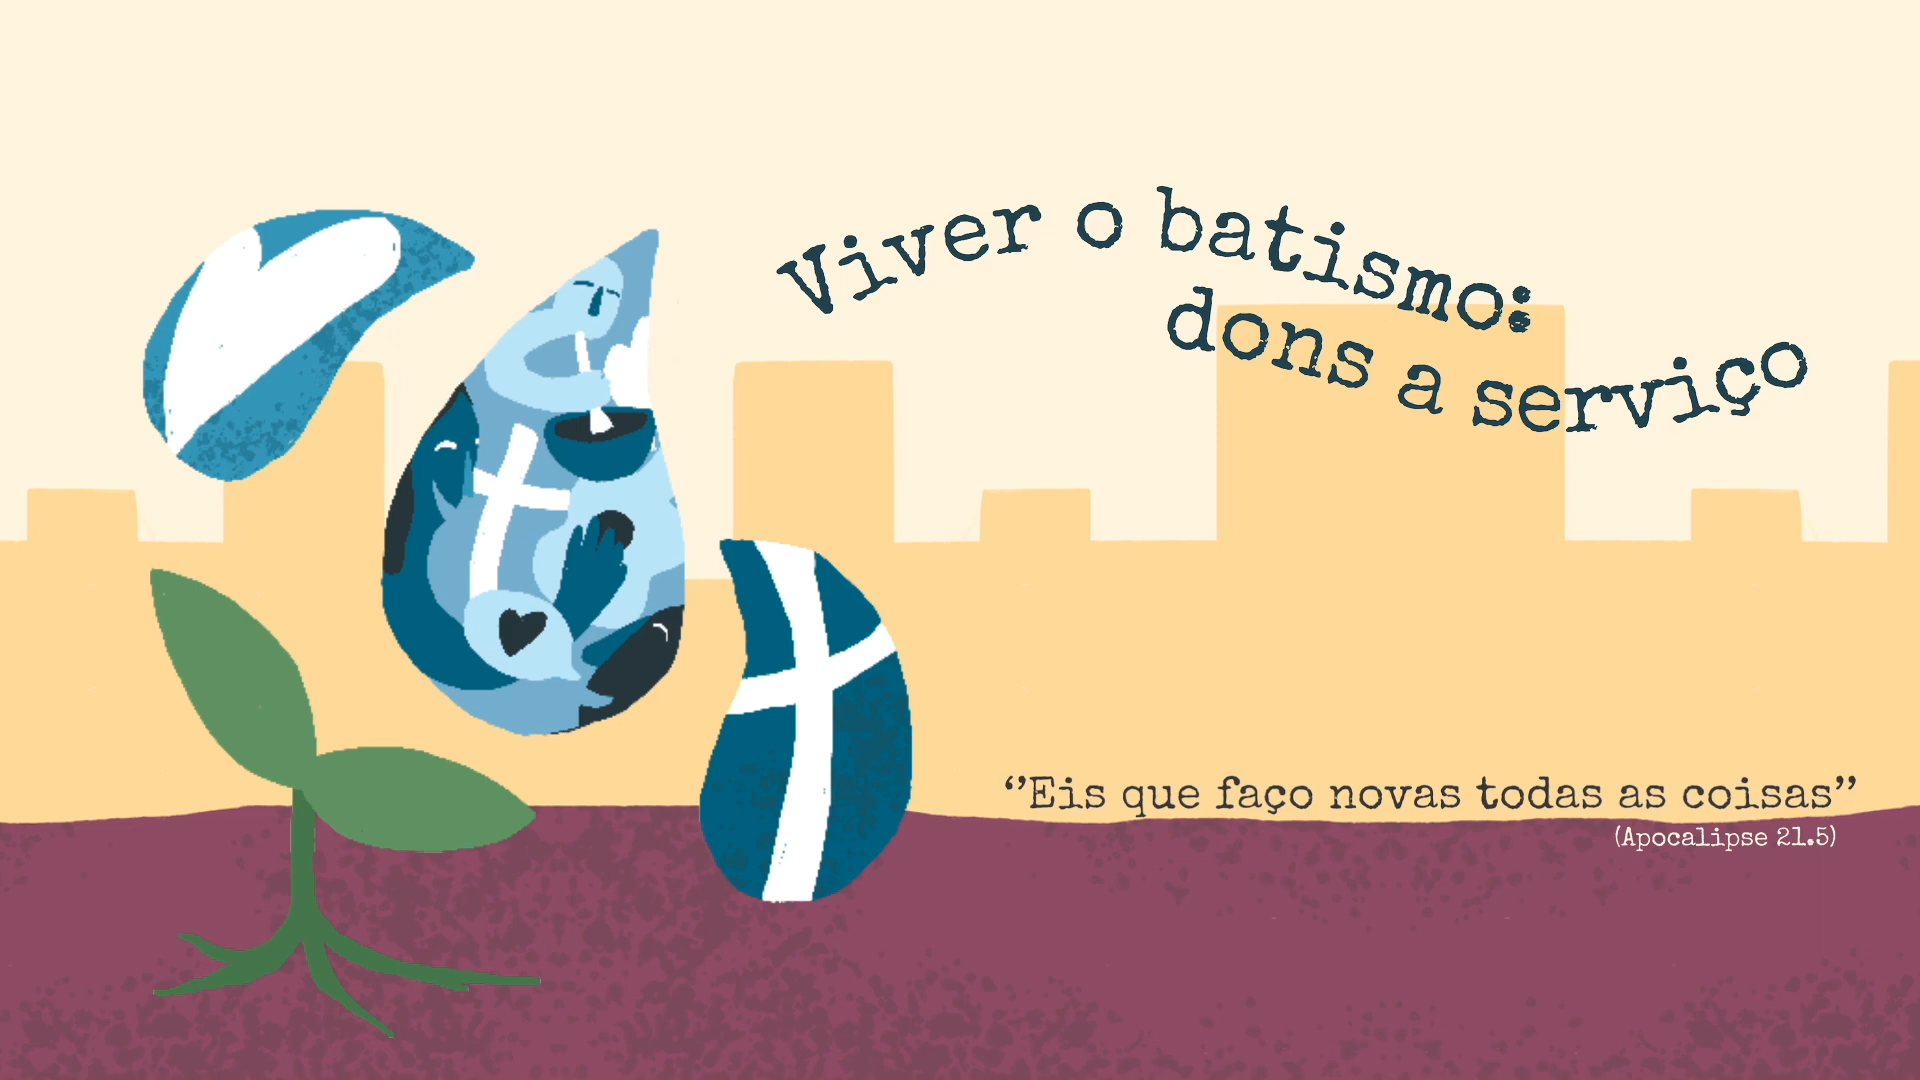 Viver o batismo:
dons a serviço
‘’Eis que faço novas todas as coisas’’
(Apocalipse 21.5)